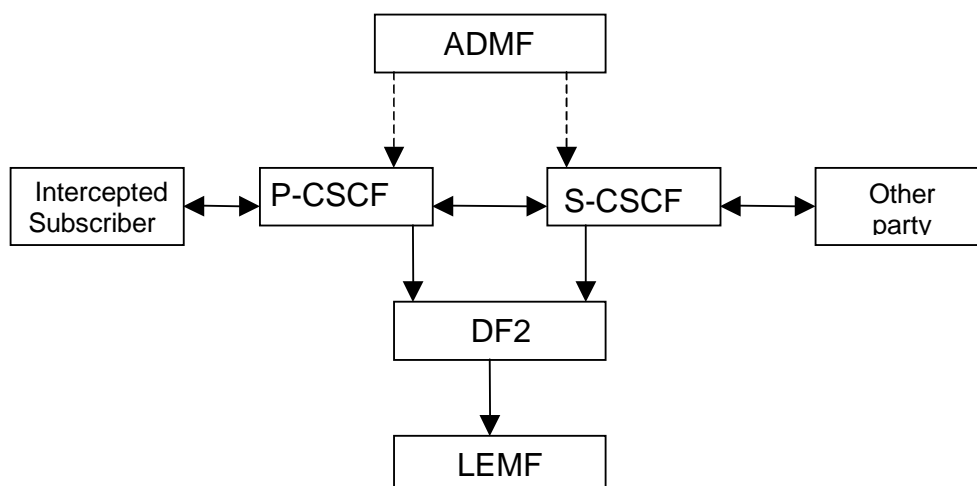 ADMF
Intercepted
Subscriber
P-CSCF
S-CSCF
Other
party
DF2
LEMF